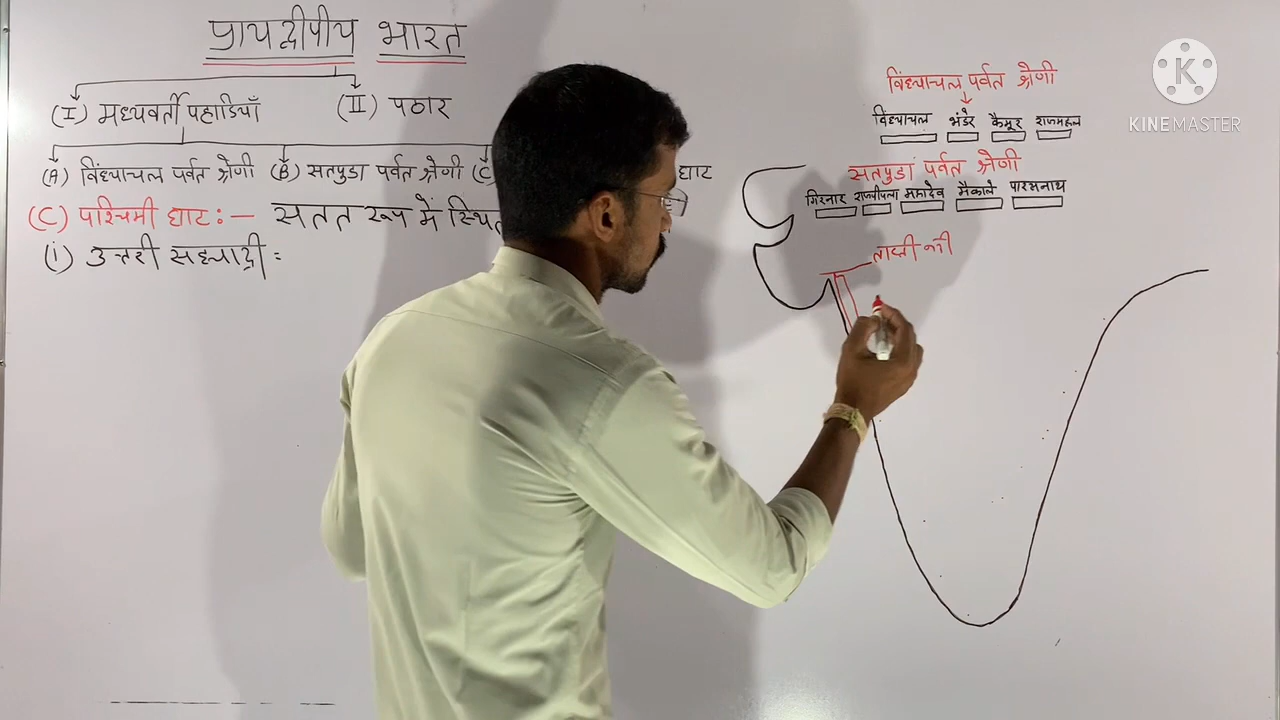 प्रायद्वीपीय भारत
(I) मध्यवर्ती पहाडियाँ (II) पठार
(A) विंध्याचल पर्वत श्रेणी (B) सतपुडा पर्वत श्रेणी (C) घाट
(C) पश्चिमी घाट:— सतत रूप में स्थित
(i) उत्तरी सह्याद्री:
विंध्याचल पर्वत श्रेणी
विंध्याचल भंडेर कैमूर राजमहल
सतपुडा पर्वत श्रेणी
गिरनार राजपीपला महादेव मैकाले पारसनाथ
ताप्ती की
KINEMASTER